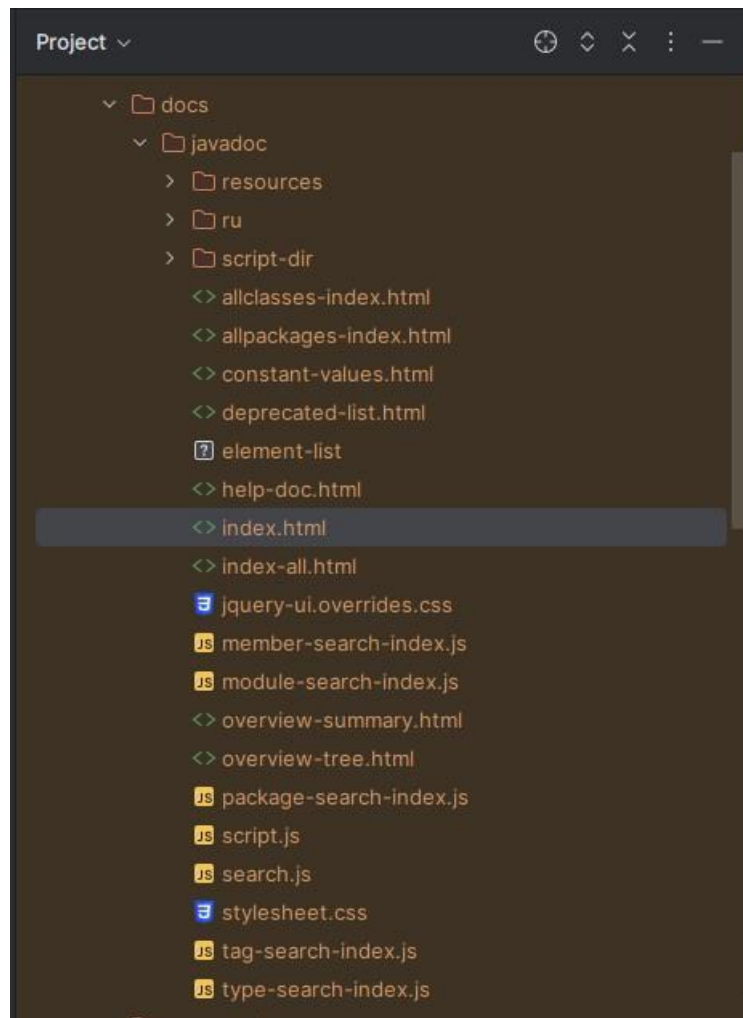 Project
docs
javadoc
resources
ru
script-dir
allclasses-index.html
allpackages-index.html
constant-values.html
deprecated-list.html
element-list
help-doc.html
index.html
index-all.html
jquery-ui.overrides.css
member-search-index.js
module-search-index.js
overview-summary.html
overview-tree.html
package-search-index.js
script.js
search.js
stylesheet.css
tag-search-index.js
type-search-index.js